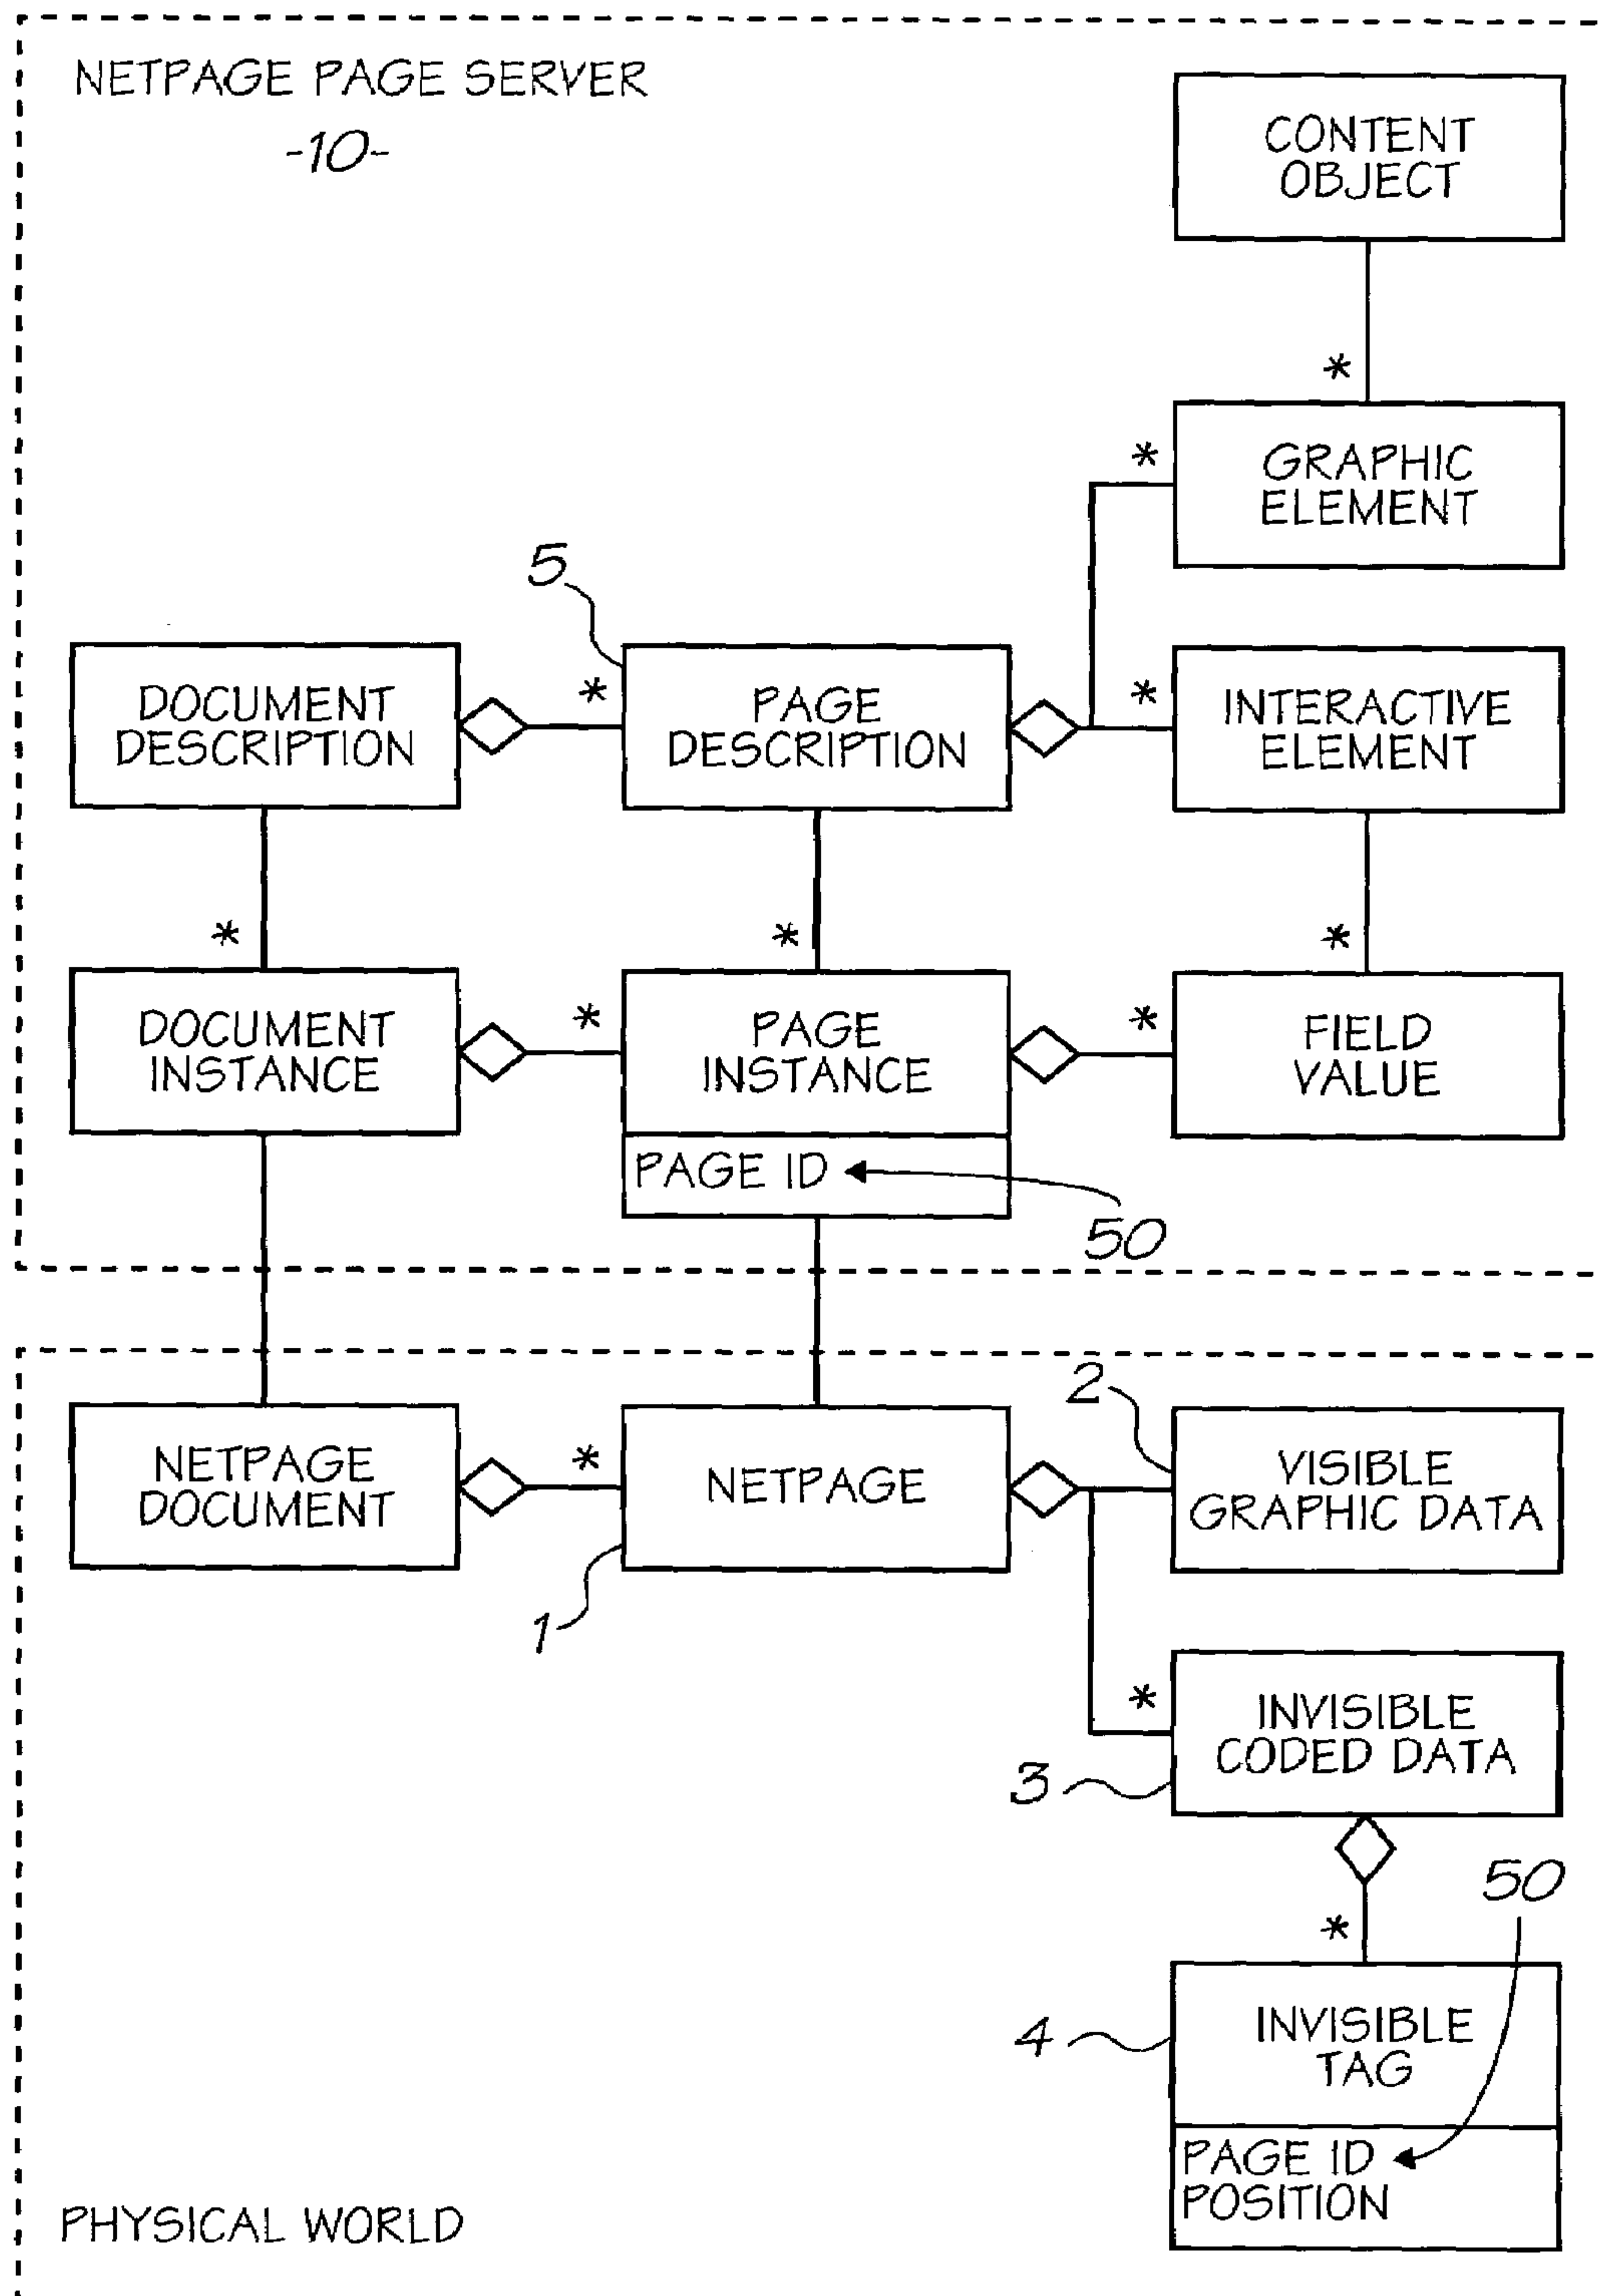 NETPAGE PAGE SERVER
-10-
CONTENT
OBJECT
*
*
GRAPHIC
ELEMENT
5
DOCUMENT
DESCRIPTION
*
PAGE
DESCRIPTION
*
INTERACTIVE
ELEMENT
*
*
*
DOCUMENT
INSTANCE
*
PAGE
INSTANCE
*
FIELD
VALUE
PAGE ID
50
NETPAGE
DOCUMENT
*
NETPAGE
1
2
VISIBLE
GRAPHIC DATA
*
INVISIBLE
CODED DATA
3
50
*
4
INVISIBLE
TAG
PAGE ID
POSITION
PHYSICAL WORLD